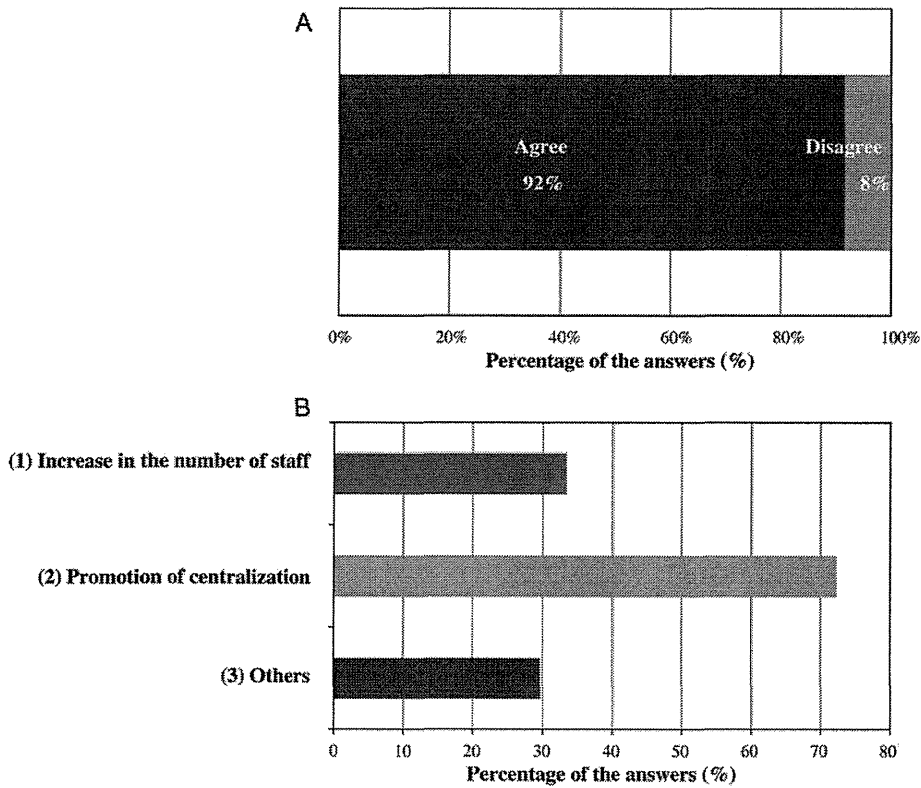 A
Agree
Disagree
92%
8%
0%
20%
40%
60%
80%
100%
Percentage of the answers (%)
B
(1) Increase in the number of staff
(2) Promotion of centralization
(3) Others
0
10
20
30
40
50
60
70
80
Percentage of the answers (%)